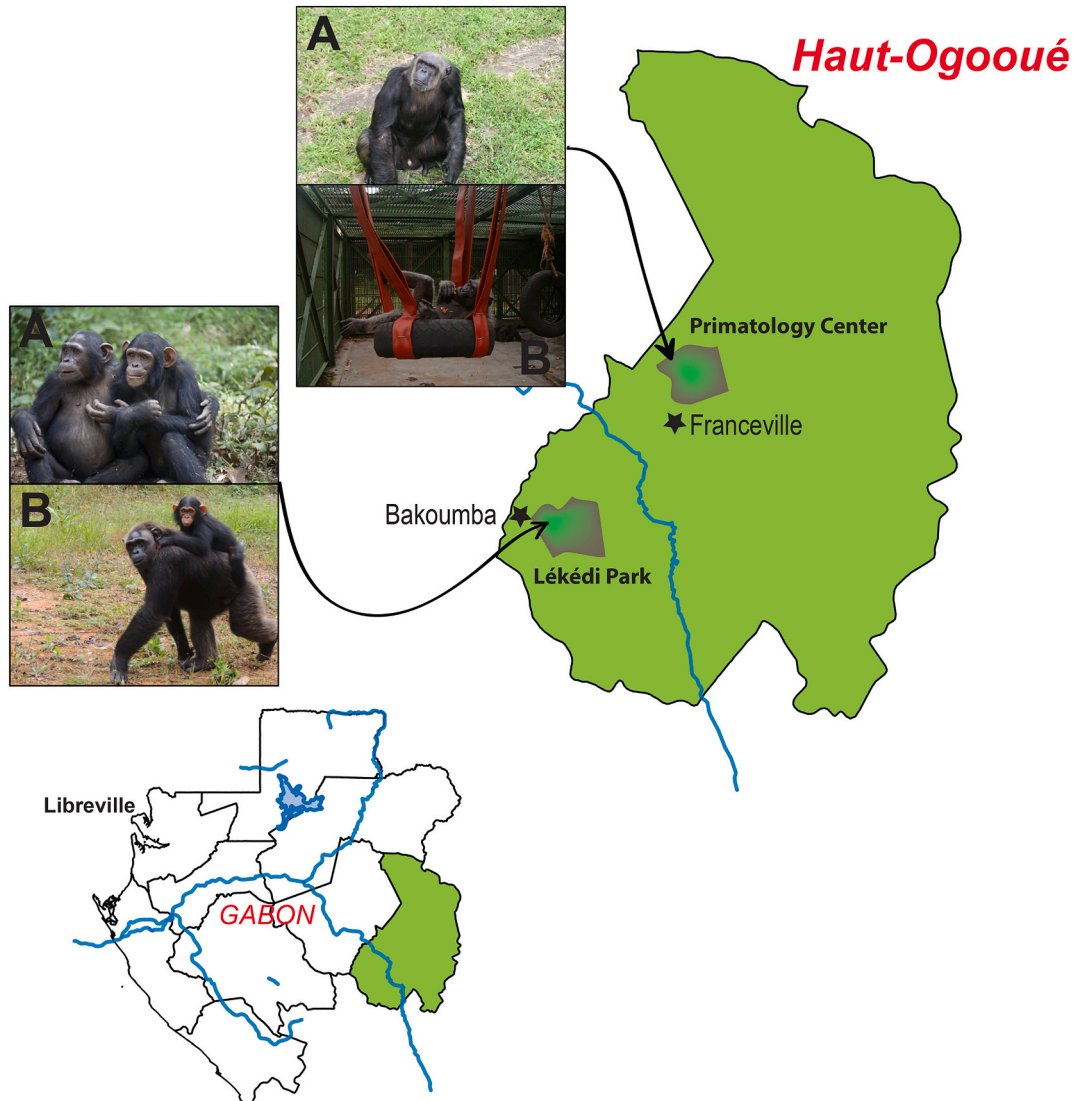 A
Haut-Ogooué
B
Primatology Center
Franceville
A
B
Bakoumba
Lékédi Park
Libreville
GABON